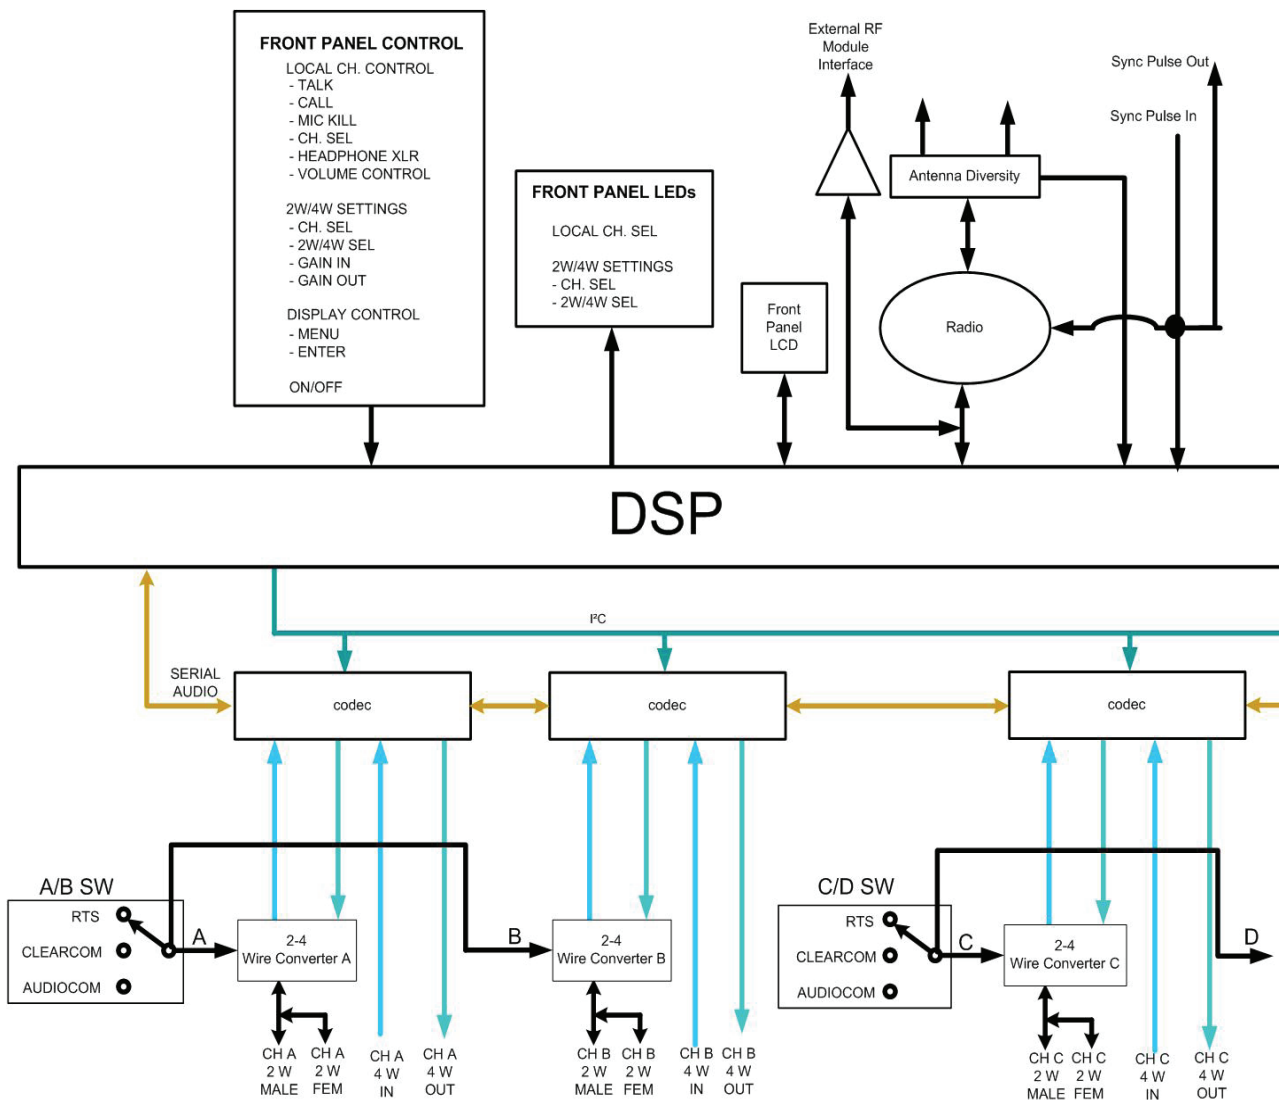 FRONT PANEL CONTROL
LOCAL CH. CONTROL
- TALK
- CALL
- MIC KILL
- CH. SEL
- HEADPHONE XLR
- VOLUME CONTROL
2W/4W SETTINGS
- CH. SEL
- 2W/4W SEL
- GAIN IN
- GAIN OUT
DISPLAY CONTROL
- MENU
- ENTER
ON/OFF
FRONT PANEL LEDs
LOCAL CH. SEL
2W/4W SETTINGS
- CH. SEL
- 2W/4W SEL
Front
Panel
LCD
External RF
Module
Interface
Antenna Diversity
Radio
Sync Pulse Out
Sync Pulse In
DSP
I²C
SERIAL
AUDIO
codec
codec
codec
A/B SW
RTS
CLEARCOM
AUDIOCOM
A
2-4
Wire Converter A
B
2-4
Wire Converter B
C/D SW
RTS
CLEARCOM
AUDIOCOM
C
2-4
Wire Converter C
D
CH A
2 W
MALE
CH A
2 W
FEM
CH A
4 W
IN
CH A
4 W
OUT
CH B
2 W
MALE
CH B
2 W
FEM
CH B
4 W
IN
CH B
4 W
OUT
CH C
2 W
MALE
CH C
2 W
FEM
CH C
4 W
IN
CH C
4 W
OUT